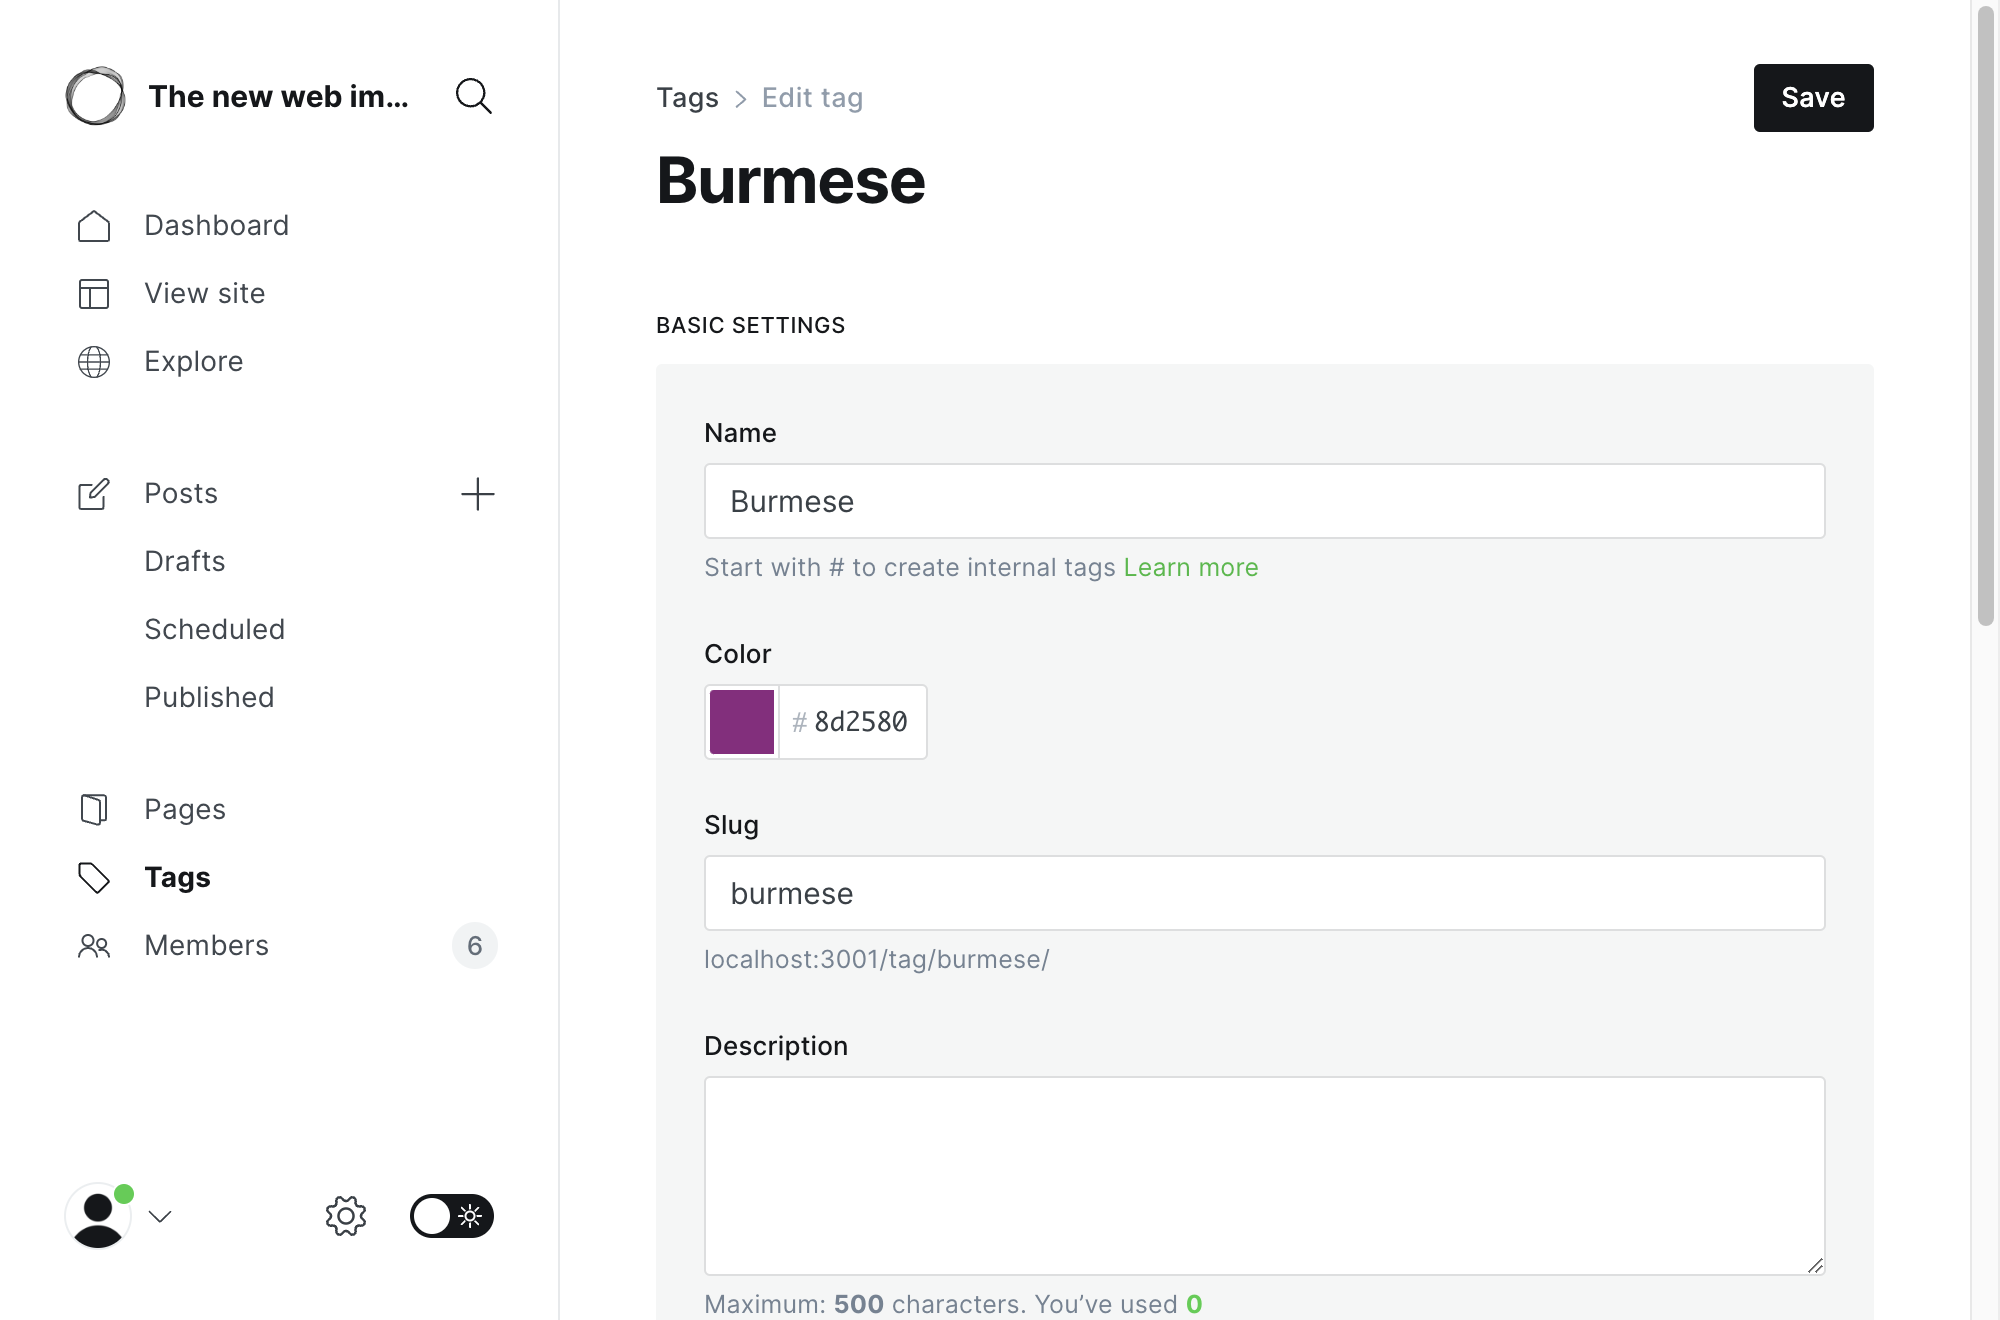 The new web im...
Dashboard
View site
Explore
Posts
Drafts
Scheduled
Published
Pages
Tags
Members
6
Tags > Edit tag
Save
Burmese
BASIC SETTINGS
Name
Burmese
Start with # to create internal tags Learn more
Color
# 8d2580
Slug
burmese
localhost:3001/tag/burmese/
Description
Maximum: 500 characters. You’ve used 0